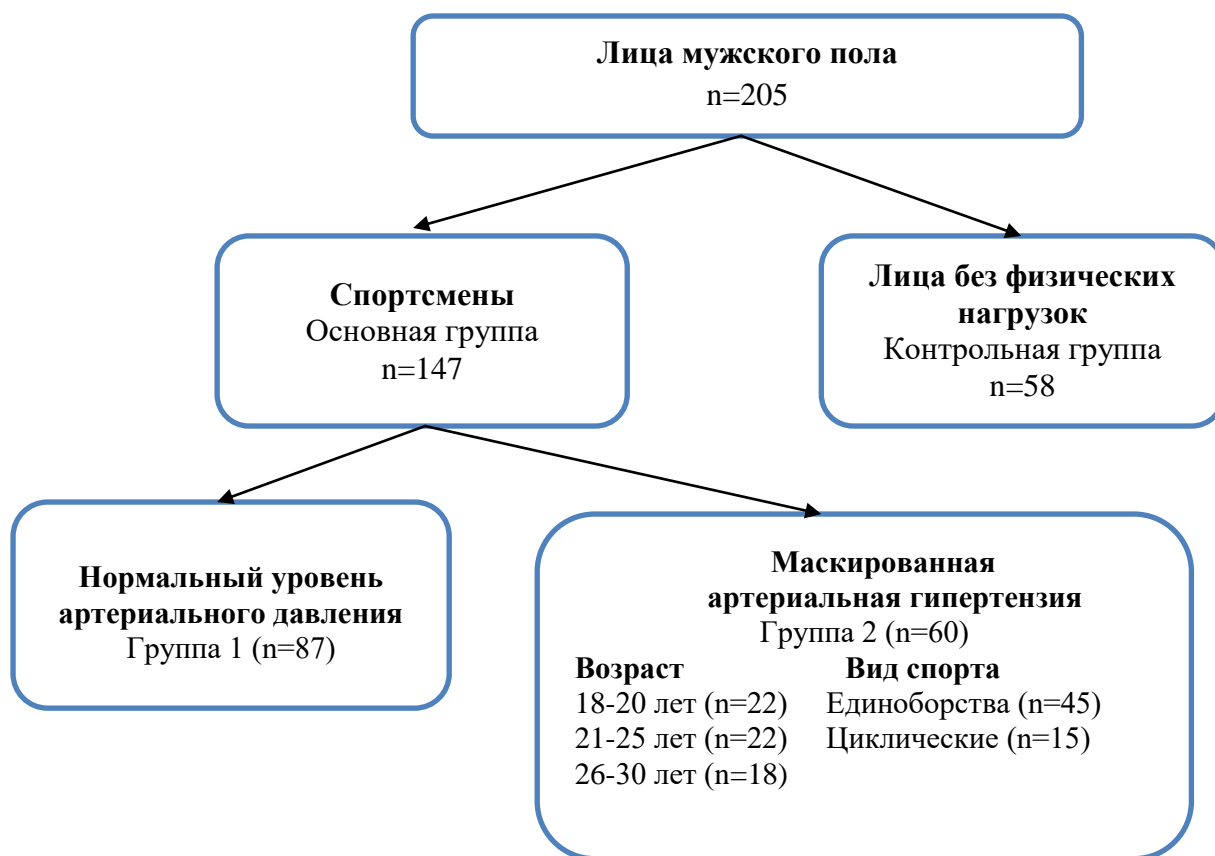 Лица мужского пола
n=205
Спортсмены
Основная группа
n=147
Лица без физических
нагрузок
Контрольная группа
n=58
Нормальный уровень
артериального давления
Группа 1 (n=87)
Маскированная
артериальная гипертензия
Группа 2 (n=60)
Возраст Вид спорта
18-20 лет (n=22) Единоборства (n=45)
21-25 лет (n=22) Циклические (n=15)
26-30 лет (n=18)